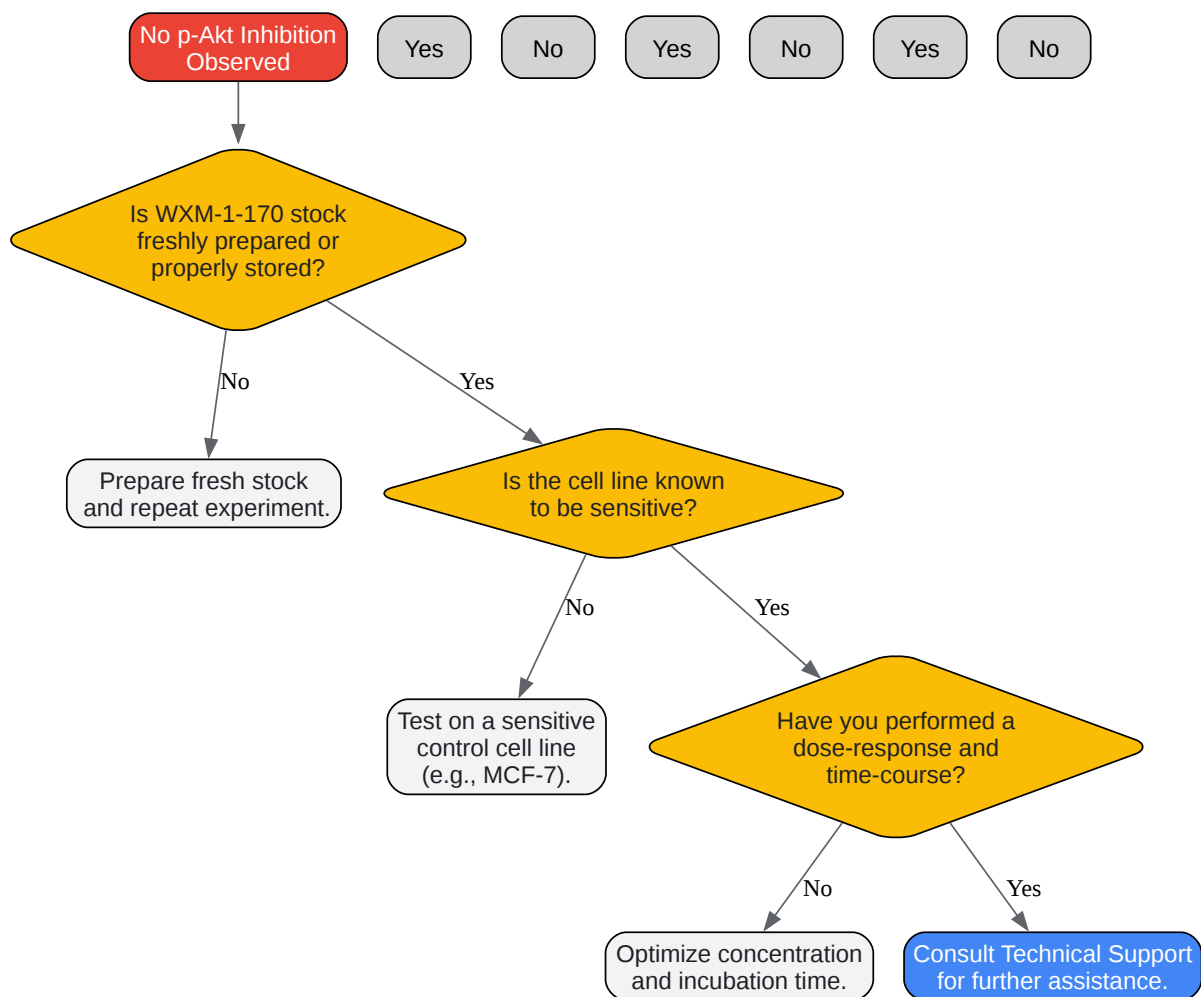 No p-Akt Inhibition
Observed
Yes
No
Yes
No
Yes
No
Is WXM-1-170 stock
freshly prepared or
properly stored?
No
Yes
Prepare fresh stock
and repeat experiment.
Is the cell line known
to be sensitive?
No
Yes
Test on a sensitive
control cell line
(e.g., MCF-7).
Have you performed a
dose-response and
time-course?
No
Yes
Optimize concentration
and incubation time.
Consult Technical Support
for further assistance.